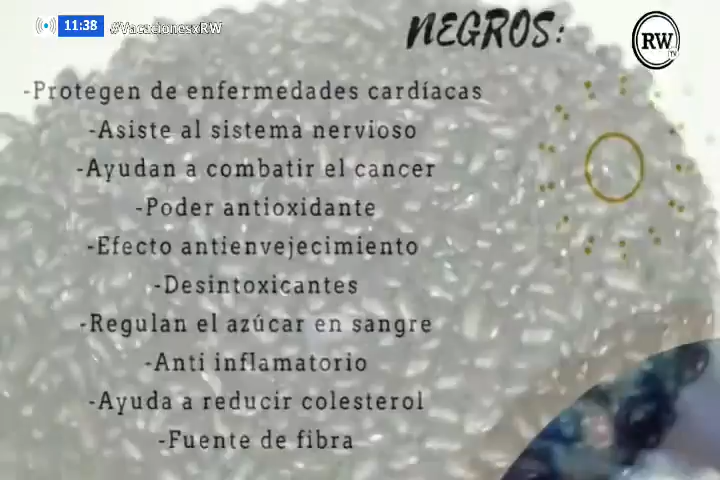 11:38 #VacacionesxRW
NEGROS:
RW
TV
-Protegen de enfermedades cardíacas
-Asiste al sistema nervioso
-Ayudan a combatir el cancer
-Poder antioxidante
-Efecto antienvejecimiento
-Desintoxicantes
-Regulan el azúcar en sangre
-Anti inflamatorio
-Ayuda a reducir colesterol
-Fuente de fibra